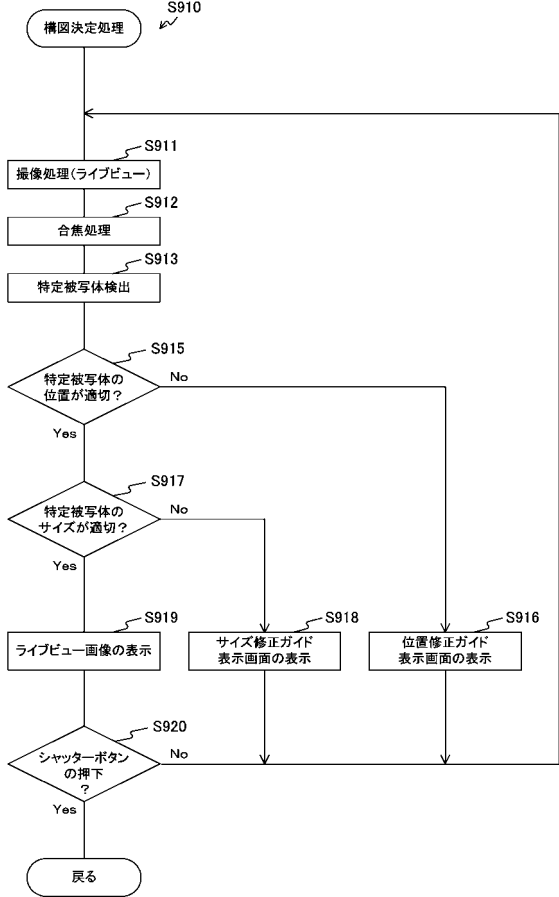 構図決定処理
S910
S911
撮像処理(ライブビュー)
S912
合焦処理
S913
特定被写体検出
S915
特定被写体の
位置が適切?
No
Yes
S917
特定被写体の
サイズが適切?
No
Yes
S919
ライブビュー画像の表示
S918
サイズ修正ガイド
表示画面の表示
S916
位置修正ガイド
表示画面の表示
S920
シャッターボタン
の押下
?
No
Yes
戻る